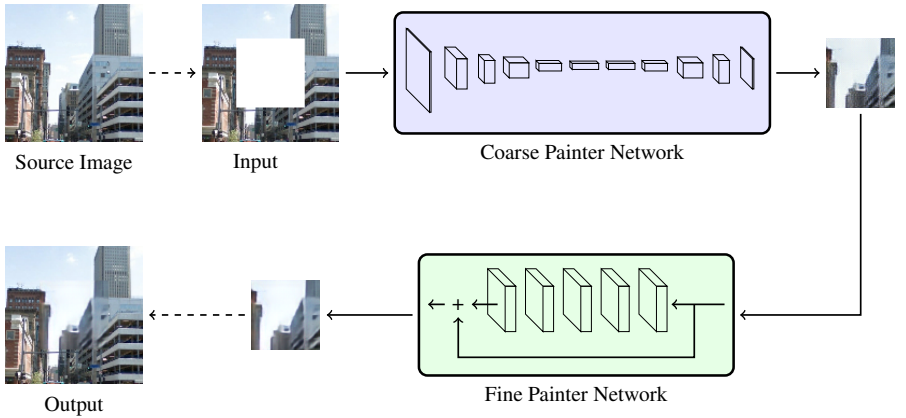 Source Image
Input
Coarse Painter Network
+
Fine Painter Network
Output